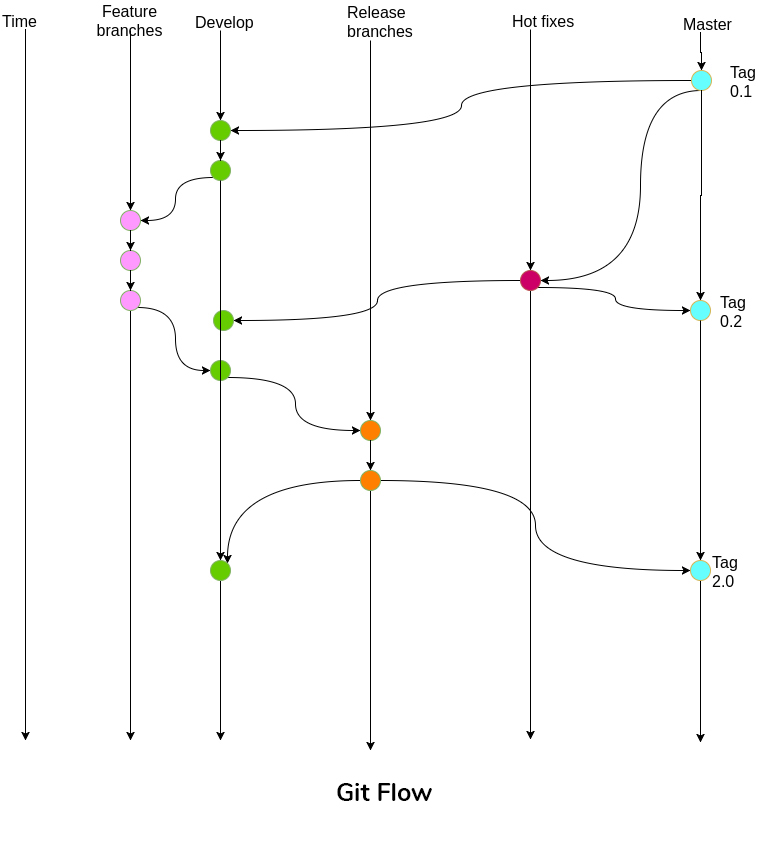 Time
Feature
branches
Develop
Release
branches
Hot fixes
Master
Tag
0.1
Tag
0.2
Tag
2.0
Git Flow